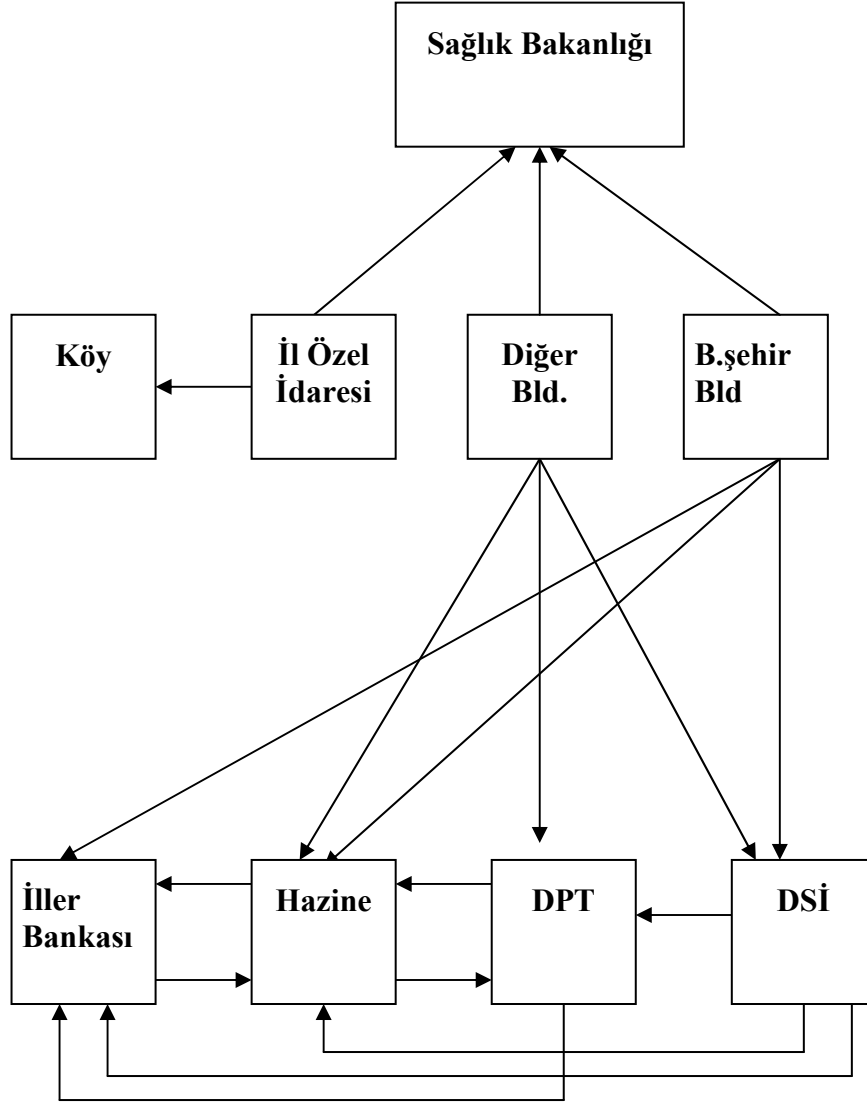 Sağlık Bakanlığı
Köy
İl Özel
İdaresi
Diğer
Bld.
B.şehir
Bld
İller
Bankası
Hazine
DPT
DSİ